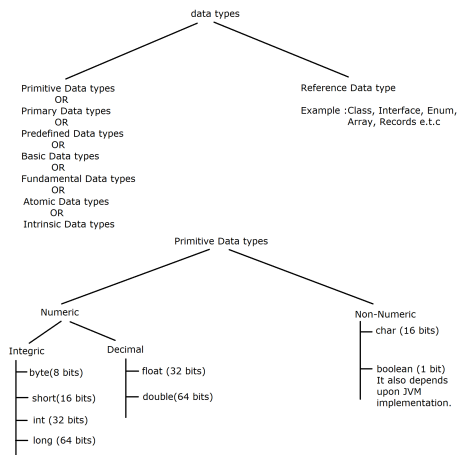 data types
Primitive Data types
OR
Primary Data types
OR
Predefined Data types
OR
Basic Data types
OR
Fundamental Data types
OR
Atomic Data types
OR
Intrinsic Data types
Reference Data type
Example :Class, Interface, Enum,
Array, Records e.t.c
Primitive Data types
Numeric
Integric
byte(8 bits)
short(16 bits)
int (32 bits)
long (64 bits)
Decimal
float (32 bits)
double(64 bits)
Non-Numeric
char (16 bits)
boolean (1 bit)
It also depends
upon JVM
implementation.